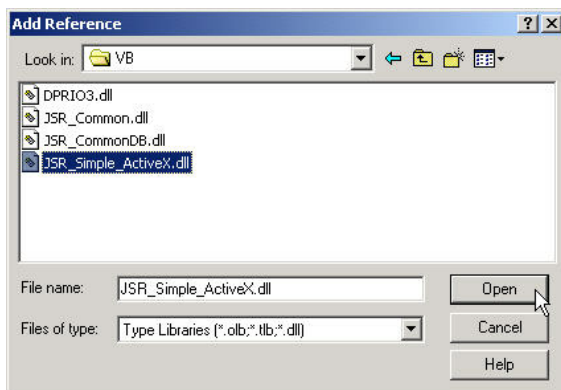 Add Reference
Look in: VB
DPRIO3.dll
JSR_Common.dll
JSR_CommonDB.dll
JSR_Simple_ActiveX.dll
File name: JSR_Simple_ActiveX.dll Open
Files of type: Type Libraries (*.olb;*.tlb;*.dll) Cancel
Help